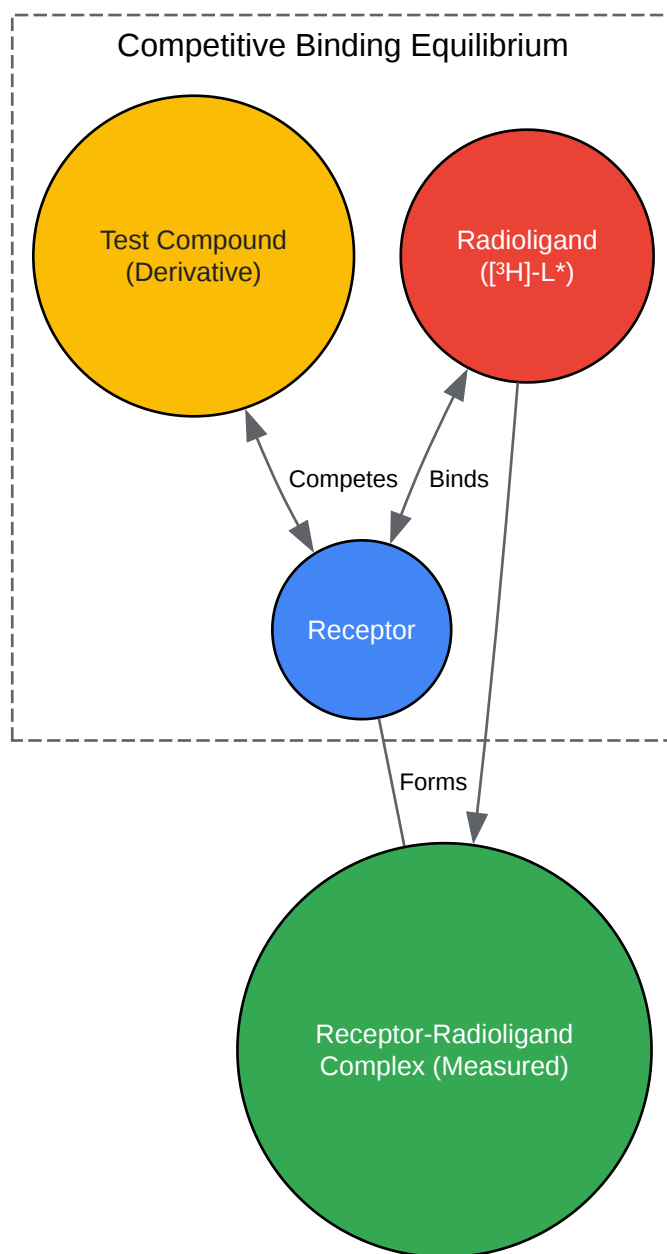 Competitive Binding Equilibrium
Test Compound
(Derivative)
Radioligand
([³H]-L*)
Competes
Binds
Receptor
Forms
Receptor-Radioligand
Complex (Measured)